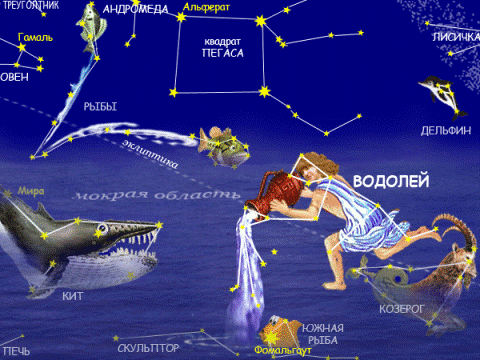 ТРЕУГОЛЬНИК
АНДРОМЕДА
Альферат
Гамаль
квадрат
ПЕГАСА
ЛИСИЧКА
ОВЕН
РЫБЫ
ДЕЛЬФИН
эклиптика
ВОДОЛЕЙ
Мира
мокрая область
КИТ
КОЗЕРОГ
ЮЖНАЯ
РЫБА
ПЕЧЬ
СКУЛЬПТОР
Фомальгаут